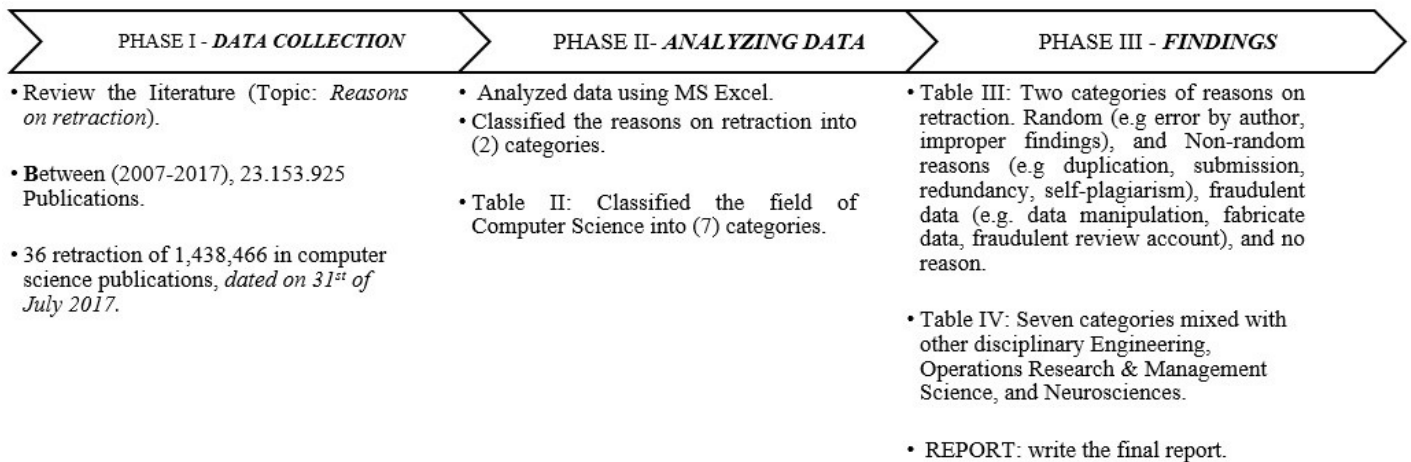 PHASE I - DATA COLLECTION
• Review the Iiterature (Topic: Reasons
on retraction).
• Between (2007-2017), 23.153.925
Publications.
• 36 retraction of 1,438,466 in computer
science publications, dated on 31st of
July 2017.
PHASE II- ANALYZING DATA
• Analyzed data using MS Excel.
• Classified the reasons on retraction into
(2) categories.
• Table II: Classified the field of
Computer Science into (7) categories.
PHASE III - FINDINGS
• Table III: Two categories of reasons on
retraction. Random (e.g error by author,
improper findings), and Non-random
reasons (e.g duplication, submission,
redundancy, self-plagiarism), fraudulent
data (e.g. data manipulation, fabricate
data, fraudulent review account), and no
reason.
• Table IV: Seven categories mixed with
other disciplinary Engineering,
Operations Research & Management
Science, and Neurosciences.
• REPORT: write the final report.